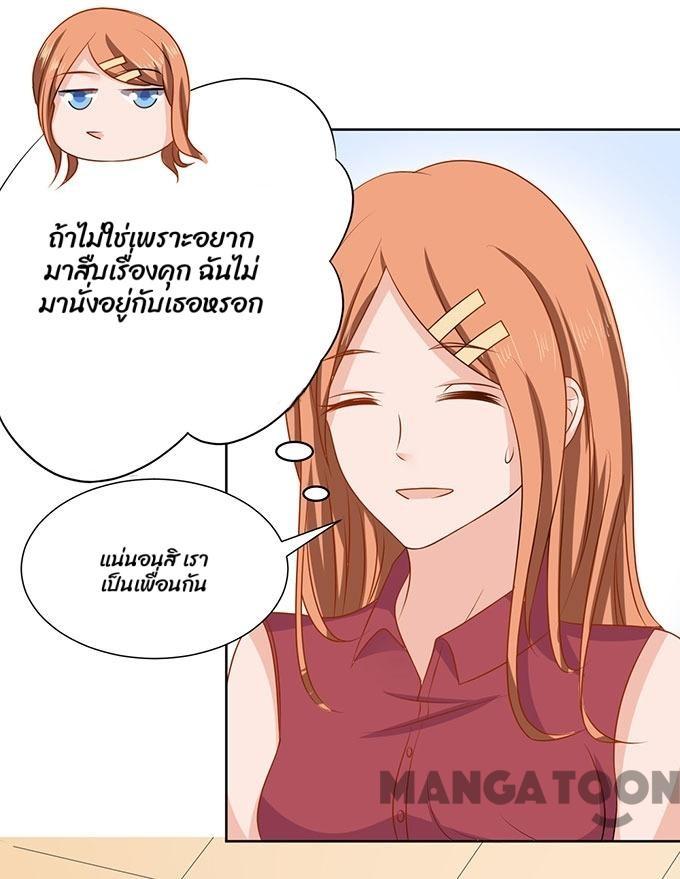 ถ้าไม่ใช่เพราะอยาก
มาสืบเรื่องคุก ฉันไม่
มานั่งอยู่กับเธอหรอก
แน่นอนสิ เรา
เป็นเพื่อนกัน
MANGATOON